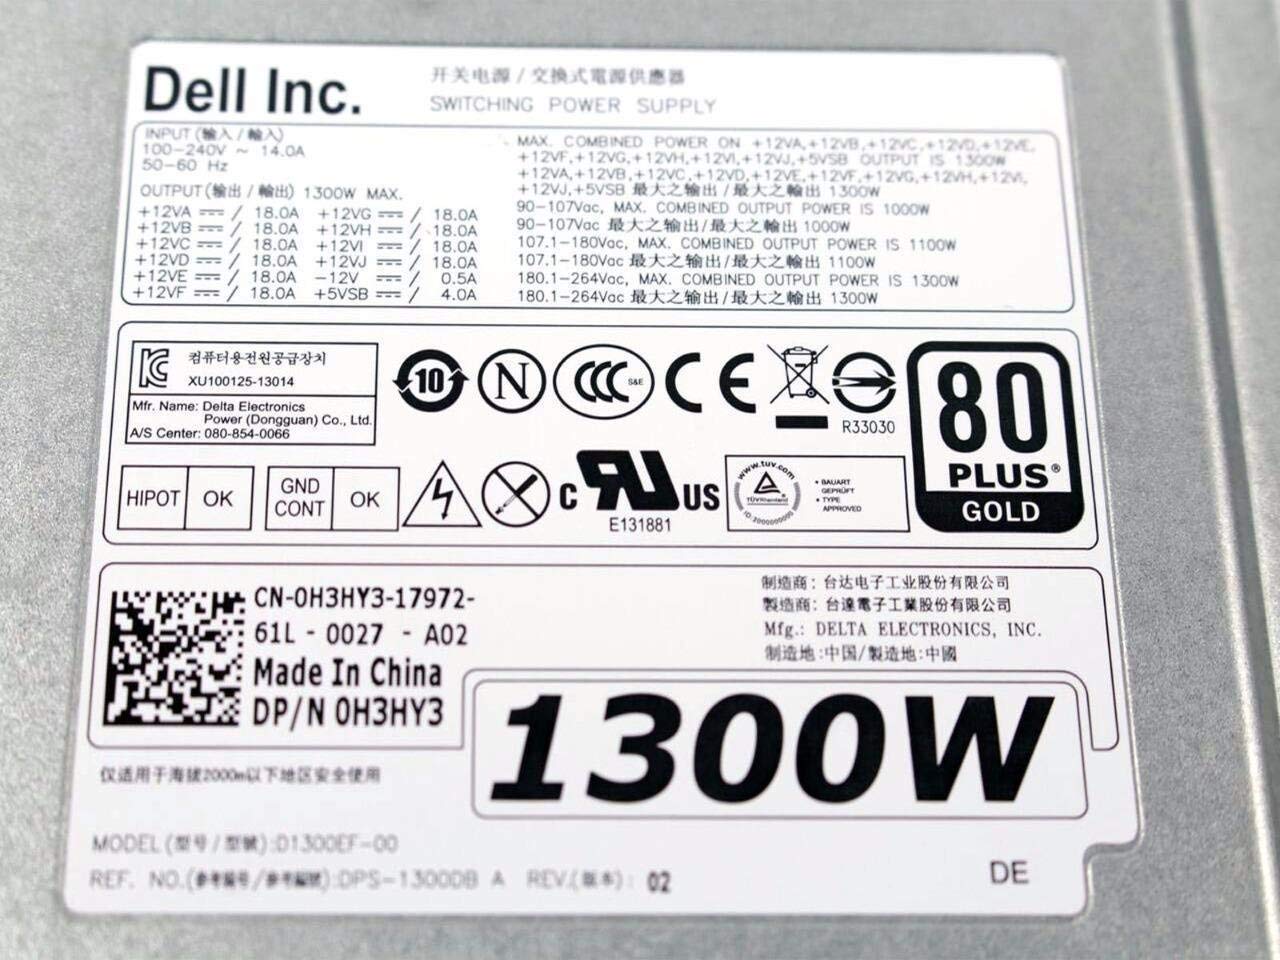 Dell Inc.
开关电源 / 交換式電源供應器
SWITCHING POWER SUPPLY
INPUT (输入 / 輸入)
100-240V ~ 14.0A
50-60 Hz
OUTPUT (输出 / 輸出) 1300W MAX.
+12VA ⎓ / 18.0A +12VG ⎓ / 18.0A
+12VB ⎓ / 18.0A +12VH ⎓ / 18.0A
+12VC ⎓ / 18.0A +12VI ⎓ / 18.0A
+12VD ⎓ / 18.0A +12VJ ⎓ / 18.0A
+12VE ⎓ / 18.0A -12V ⎓ / 0.5A
+12VF ⎓ / 18.0A +5VSB ⎓ / 4.0A
MAX. COMBINED POWER ON +12VA,+12VB,+12VC,+12VD,+12VE,
+12VF,+12VG,+12VH,+12VI,+12VJ,+5VSB OUTPUT IS 1300W
+12VA,+12VB,+12VC,+12VD,+12VE,+12VF,+12VG,+12VH,+12VI,
+12VJ,+5VSB 最大之输出 / 最大之輸出 1300W
90-107Vac, MAX. COMBINED OUTPUT POWER IS 1000W
90-107Vac 最大之输出/最大之輸出 1000W
107.1-180Vac, MAX. COMBINED OUTPUT POWER IS 1100W
107.1-180Vac 最大之输出/最大之輸出 1100W
180.1-264Vac, MAX. COMBINED OUTPUT POWER IS 1300W
180.1-264Vac 最大之输出/最大之輸出 1300W
컴퓨터용전원공급장치
XU100125-13014
Mfr. Name: Delta Electronics
Power (Dongguan) Co., Ltd.
A/S Center: 080-854-0066
10
N
CCC S&E
CE
R33030
80
PLUS®
GOLD
HIPOT OK
GND CONT OK
c RU US
E131881
www.tuv.com
TÜVRheinland
ID:2000000000
• BAUART
GEPRÜFT
• TYPE
APPROVED
CN-0H3HY3-17972-
61L - 0027 - A02
Made In China
DP/N 0H3HY3
制造商: 台达电子工业股份有限公司
製造商: 台達電子工業股份有限公司
Mfg.: DELTA ELECTRONICS, INC.
制造地:中国/製造地:中國
1300W
仅适用于海拔2000m以下地区安全使用
MODEL (型号 / 型號):D1300EF-00
REF. NO.(参考编号/參考編號):DPS-1300DB A REV.(版本): 02
DE